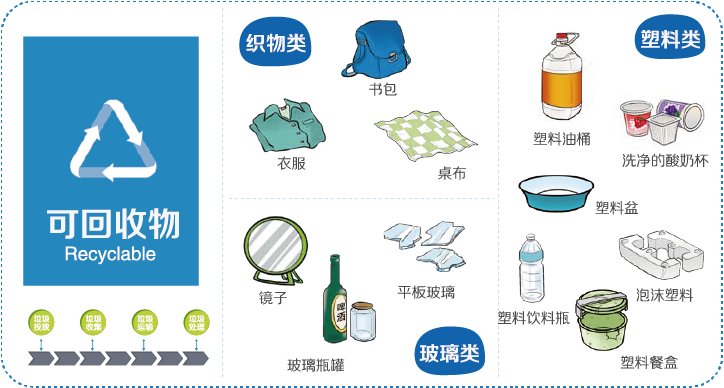 可回收物
Recyclable
垃圾
投放
垃圾
收集
垃圾
运输
垃圾
处理
织物类
书包
衣服
桌布
镜子
啤酒
平板玻璃
玻璃瓶罐
玻璃类
塑料类
塑料油桶
洗净的酸奶杯
塑料盆
塑料饮料瓶
泡沫塑料
塑料餐盒